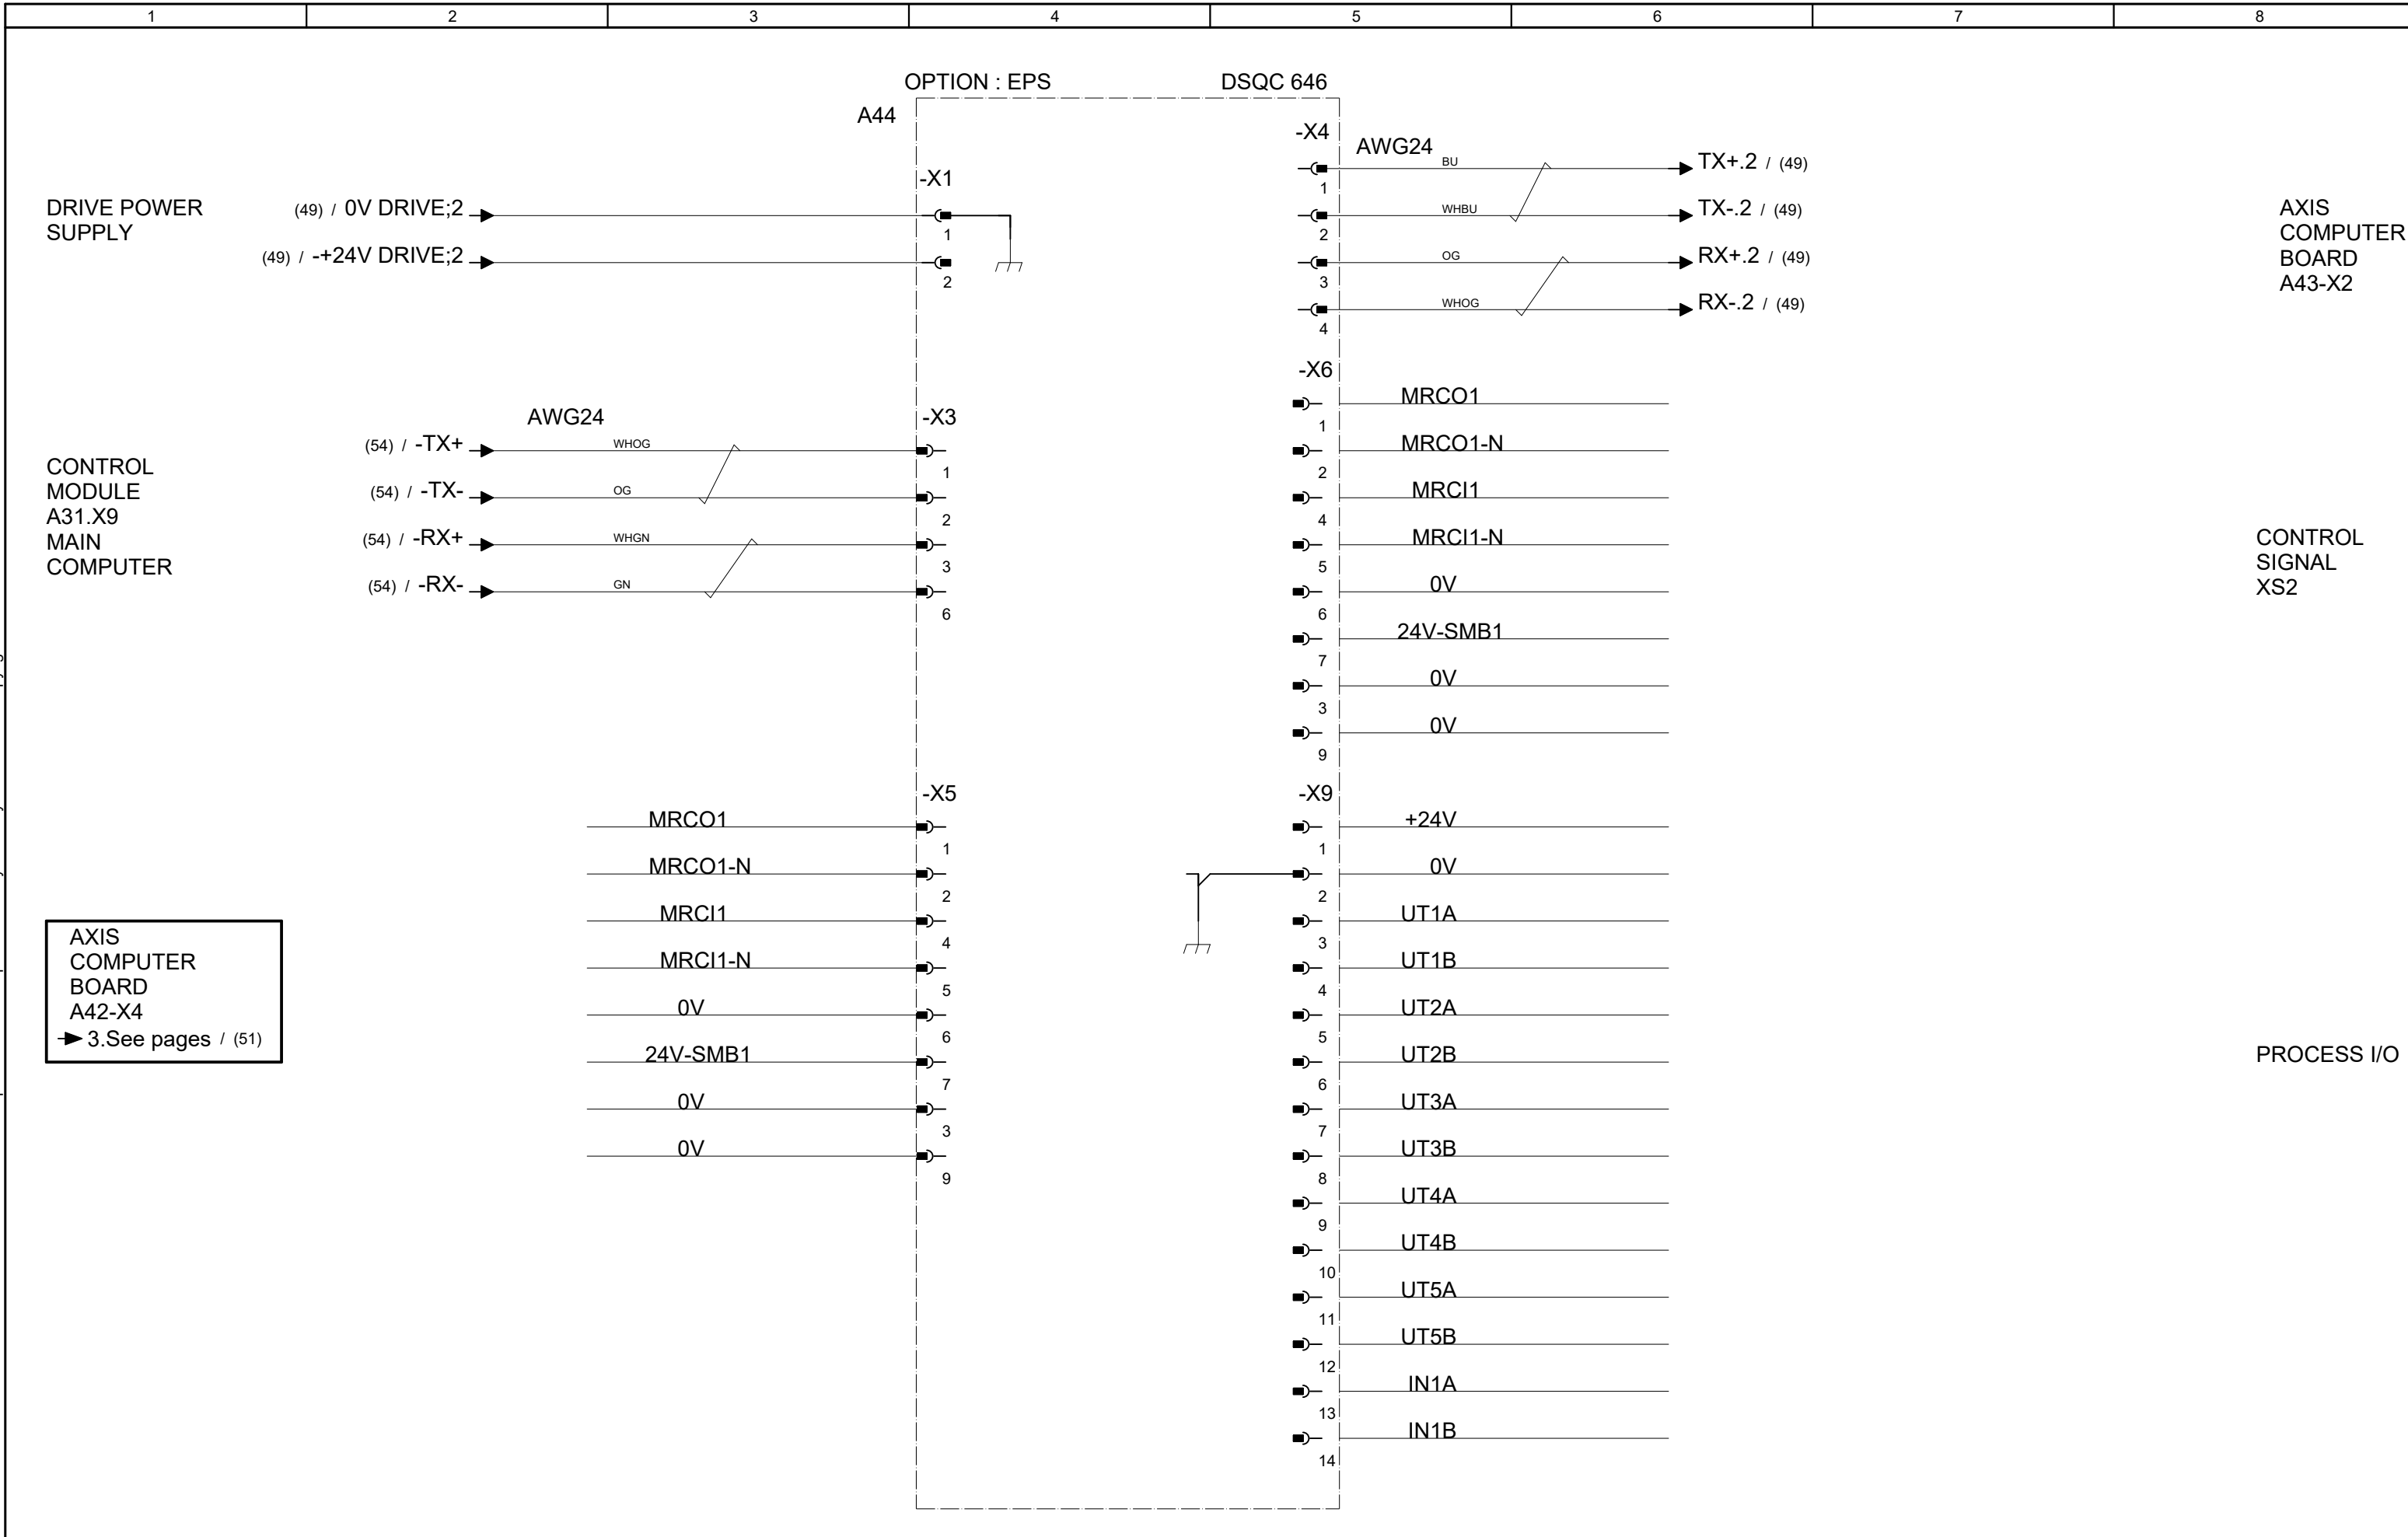 1 2 3 4 5 6 7 8
OPTION : EPS DSQC 646
A44
-X1
DRIVE POWER
SUPPLY
(49) / 0V DRIVE;2
1
(49) / -+24V DRIVE;2
2
-X4
AWG24
BU
TX+.2 / (49)
1
WHBU
TX-.2 / (49)
2
OG
RX+.2 / (49)
3
WHOG
RX-.2 / (49)
4
AXIS
COMPUTER
BOARD
A43-X2
AWG24
-X3
CONTROL
MODULE
A31.X9
MAIN
COMPUTER
(54) / -TX+
WHOG
1
(54) / -TX-
OG
2
(54) / -RX+
WHGN
3
(54) / -RX-
GN
6
-X6
MRCO1
1
MRCO1-N
2
MRCI1
4
MRCI1-N
5
0V
6
24V-SMB1
7
0V
3
0V
9
CONTROL
SIGNAL
XS2
-X5
MRCO1
1
MRCO1-N
2
MRCI1
4
MRCI1-N
5
0V
6
24V-SMB1
7
0V
3
0V
9
AXIS
COMPUTER
BOARD
A42-X4
3.See pages / (51)
-X9
+24V
1
0V
2
UT1A
3
UT1B
4
UT2A
5
UT2B
6
UT3A
7
UT3B
8
UT4A
9
UT4B
10
UT5A
11
UT5B
12
IN1A
13
IN1B
14
PROCESS I/O